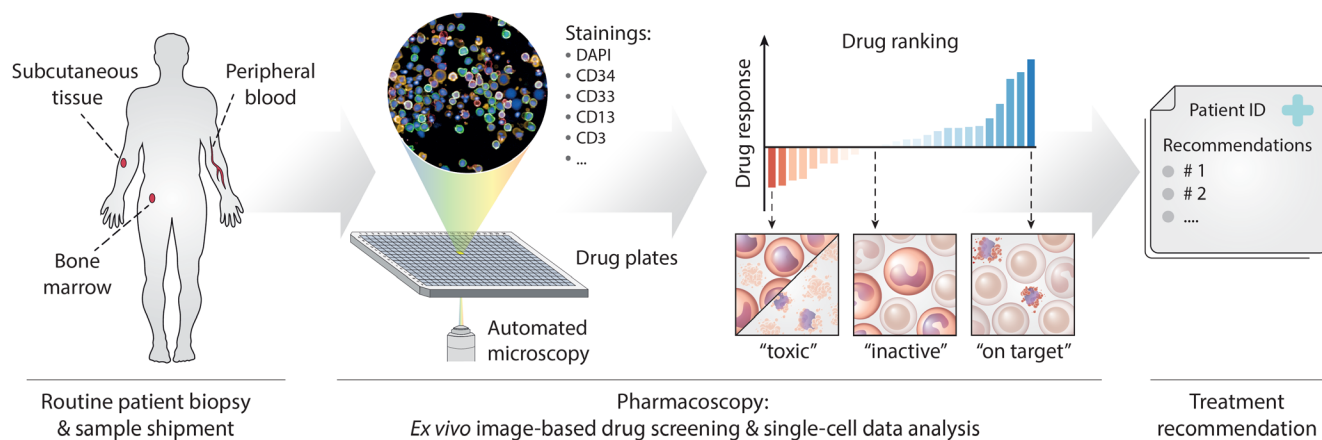 Subcutaneous
tissue
Peripheral
blood
Bone
marrow
Routine patient biopsy
& sample shipment
Stainings:
• DAPI
• CD34
• CD33
• CD13
• CD3
• ...
Drug plates
Automated
microscopy
Drug ranking
Drug response
“toxic”
“inactive”
“on target”
Pharmacoscopy:
Ex vivo image-based drug screening & single-cell data analysis
Patient ID
Recommendations
# 1
# 2
....
Treatment
recommendation